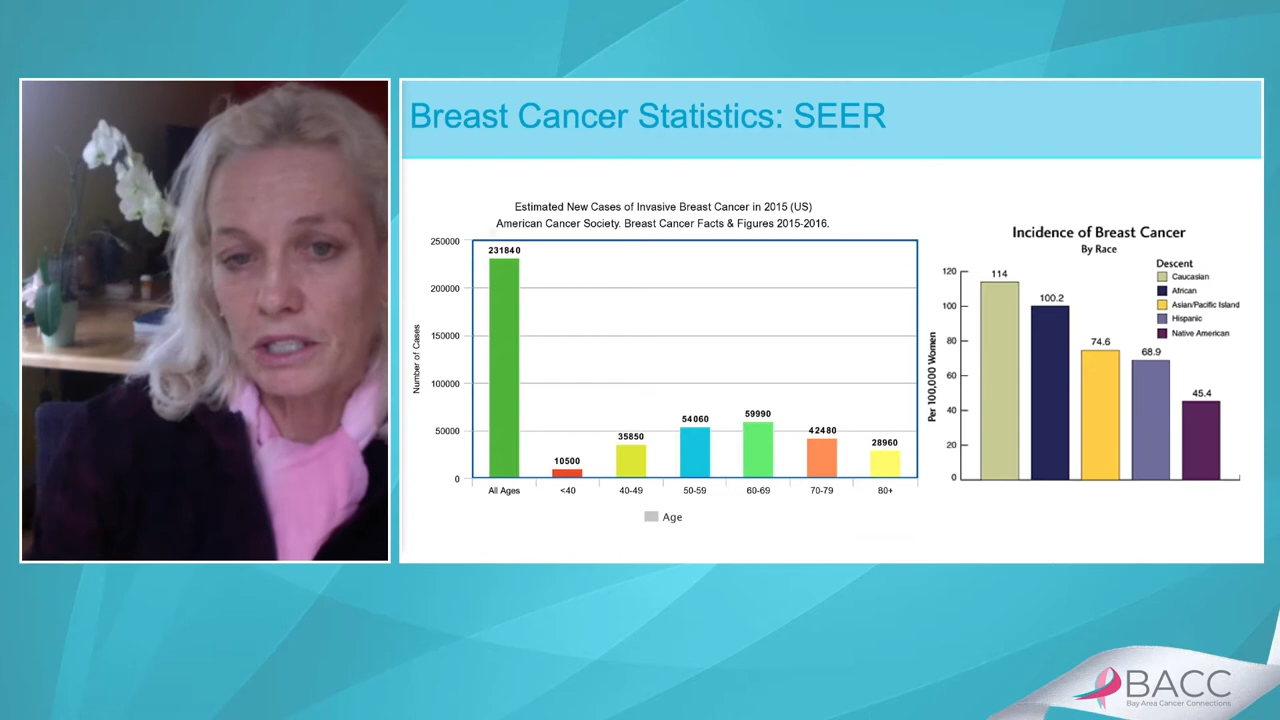 Breast Cancer Statistics: SEER
Estimated New Cases of Invasive Breast Cancer in 2015 (US)
American Cancer Society. Breast Cancer Facts & Figures 2015-2016.
Number of Cases
250000
200000
150000
100000
50000
0
231840
10500
35850
54060
59990
42480
28960
All Ages
<40
40-49
50-59
60-69
70-79
80+
Age
Incidence of Breast Cancer
By Race
Descent
Caucasian
African
Asian/Pacific Island
Hispanic
Native American
Per 100,000 Women
120
100
80
60
40
20
0
114
100.2
74.6
68.9
45.4
BACC
Bay Area Cancer Connections